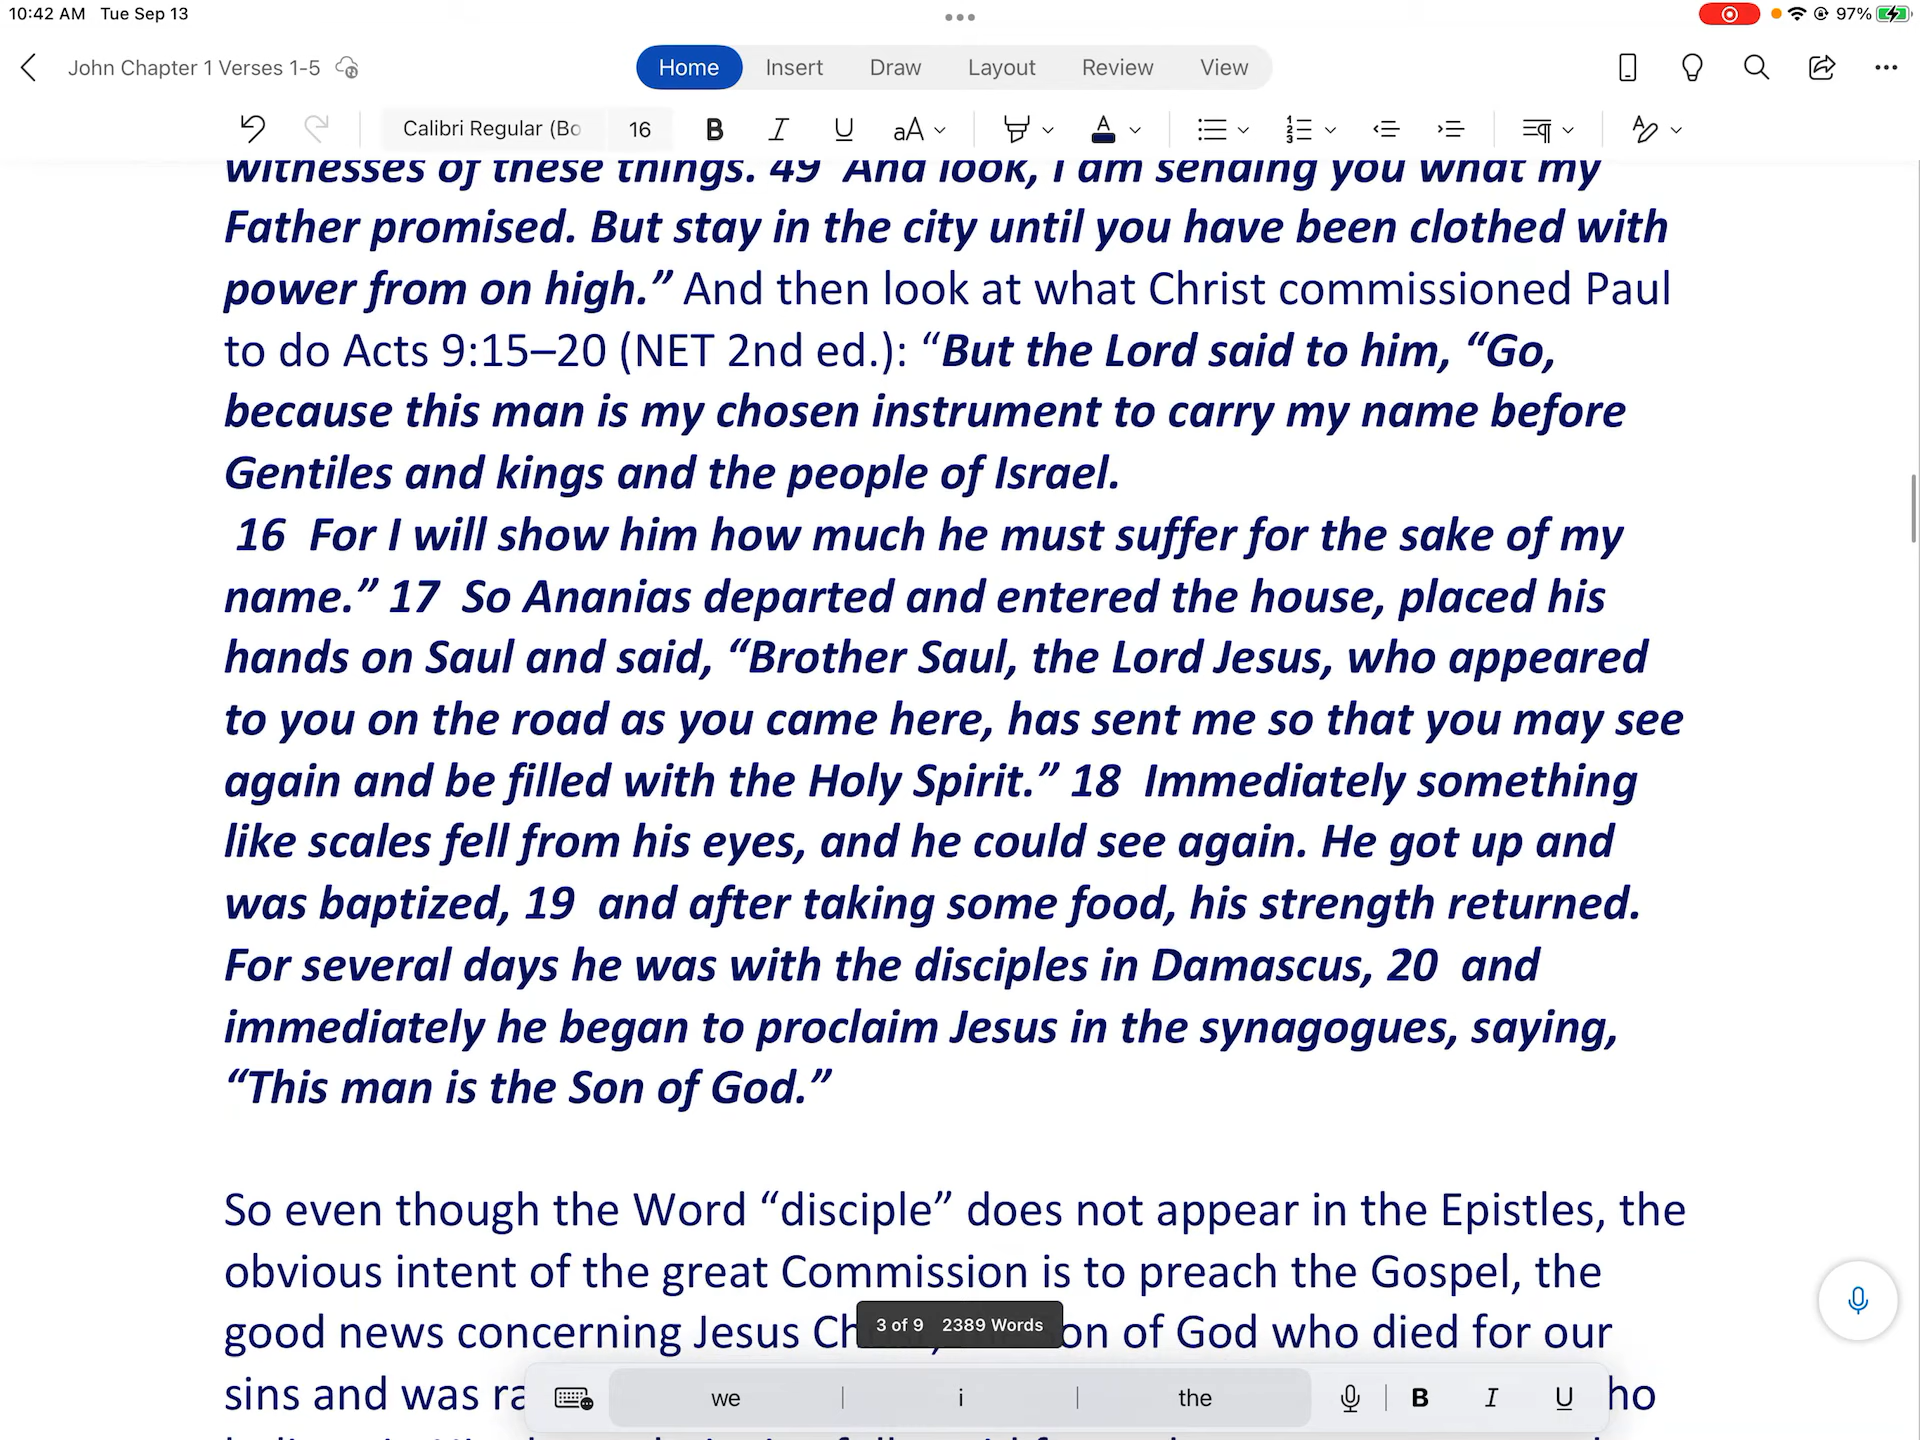 10:42 AM Tue Sep 13
97%
John Chapter 1 Verses 1-5
Home Insert Draw Layout Review View
Calibri Regular (Bo 16 B I U aA A
witnesses of these things. 49 And look, I am sending you what my
Father promised. But stay in the city until you have been clothed with
power from on high.” And then look at what Christ commissioned Paul
to do Acts 9:15–20 (NET 2nd ed.): “But the Lord said to him, “Go,
because this man is my chosen instrument to carry my name before
Gentiles and kings and the people of Israel.
16 For I will show him how much he must suffer for the sake of my
name.” 17 So Ananias departed and entered the house, placed his
hands on Saul and said, “Brother Saul, the Lord Jesus, who appeared
to you on the road as you came here, has sent me so that you may see
again and be filled with the Holy Spirit.” 18 Immediately something
like scales fell from his eyes, and he could see again. He got up and
was baptized, 19 and after taking some food, his strength returned.
For several days he was with the disciples in Damascus, 20 and
immediately he began to proclaim Jesus in the synagogues, saying,
“This man is the Son of God.”
So even though the Word “disciple” does not appear in the Epistles, the
obvious intent of the great Commission is to preach the Gospel, the
good news concerning Jesus Ch on of God who died for our
3 of 9 2389 Words
sins and was ra ho
we i the B I U